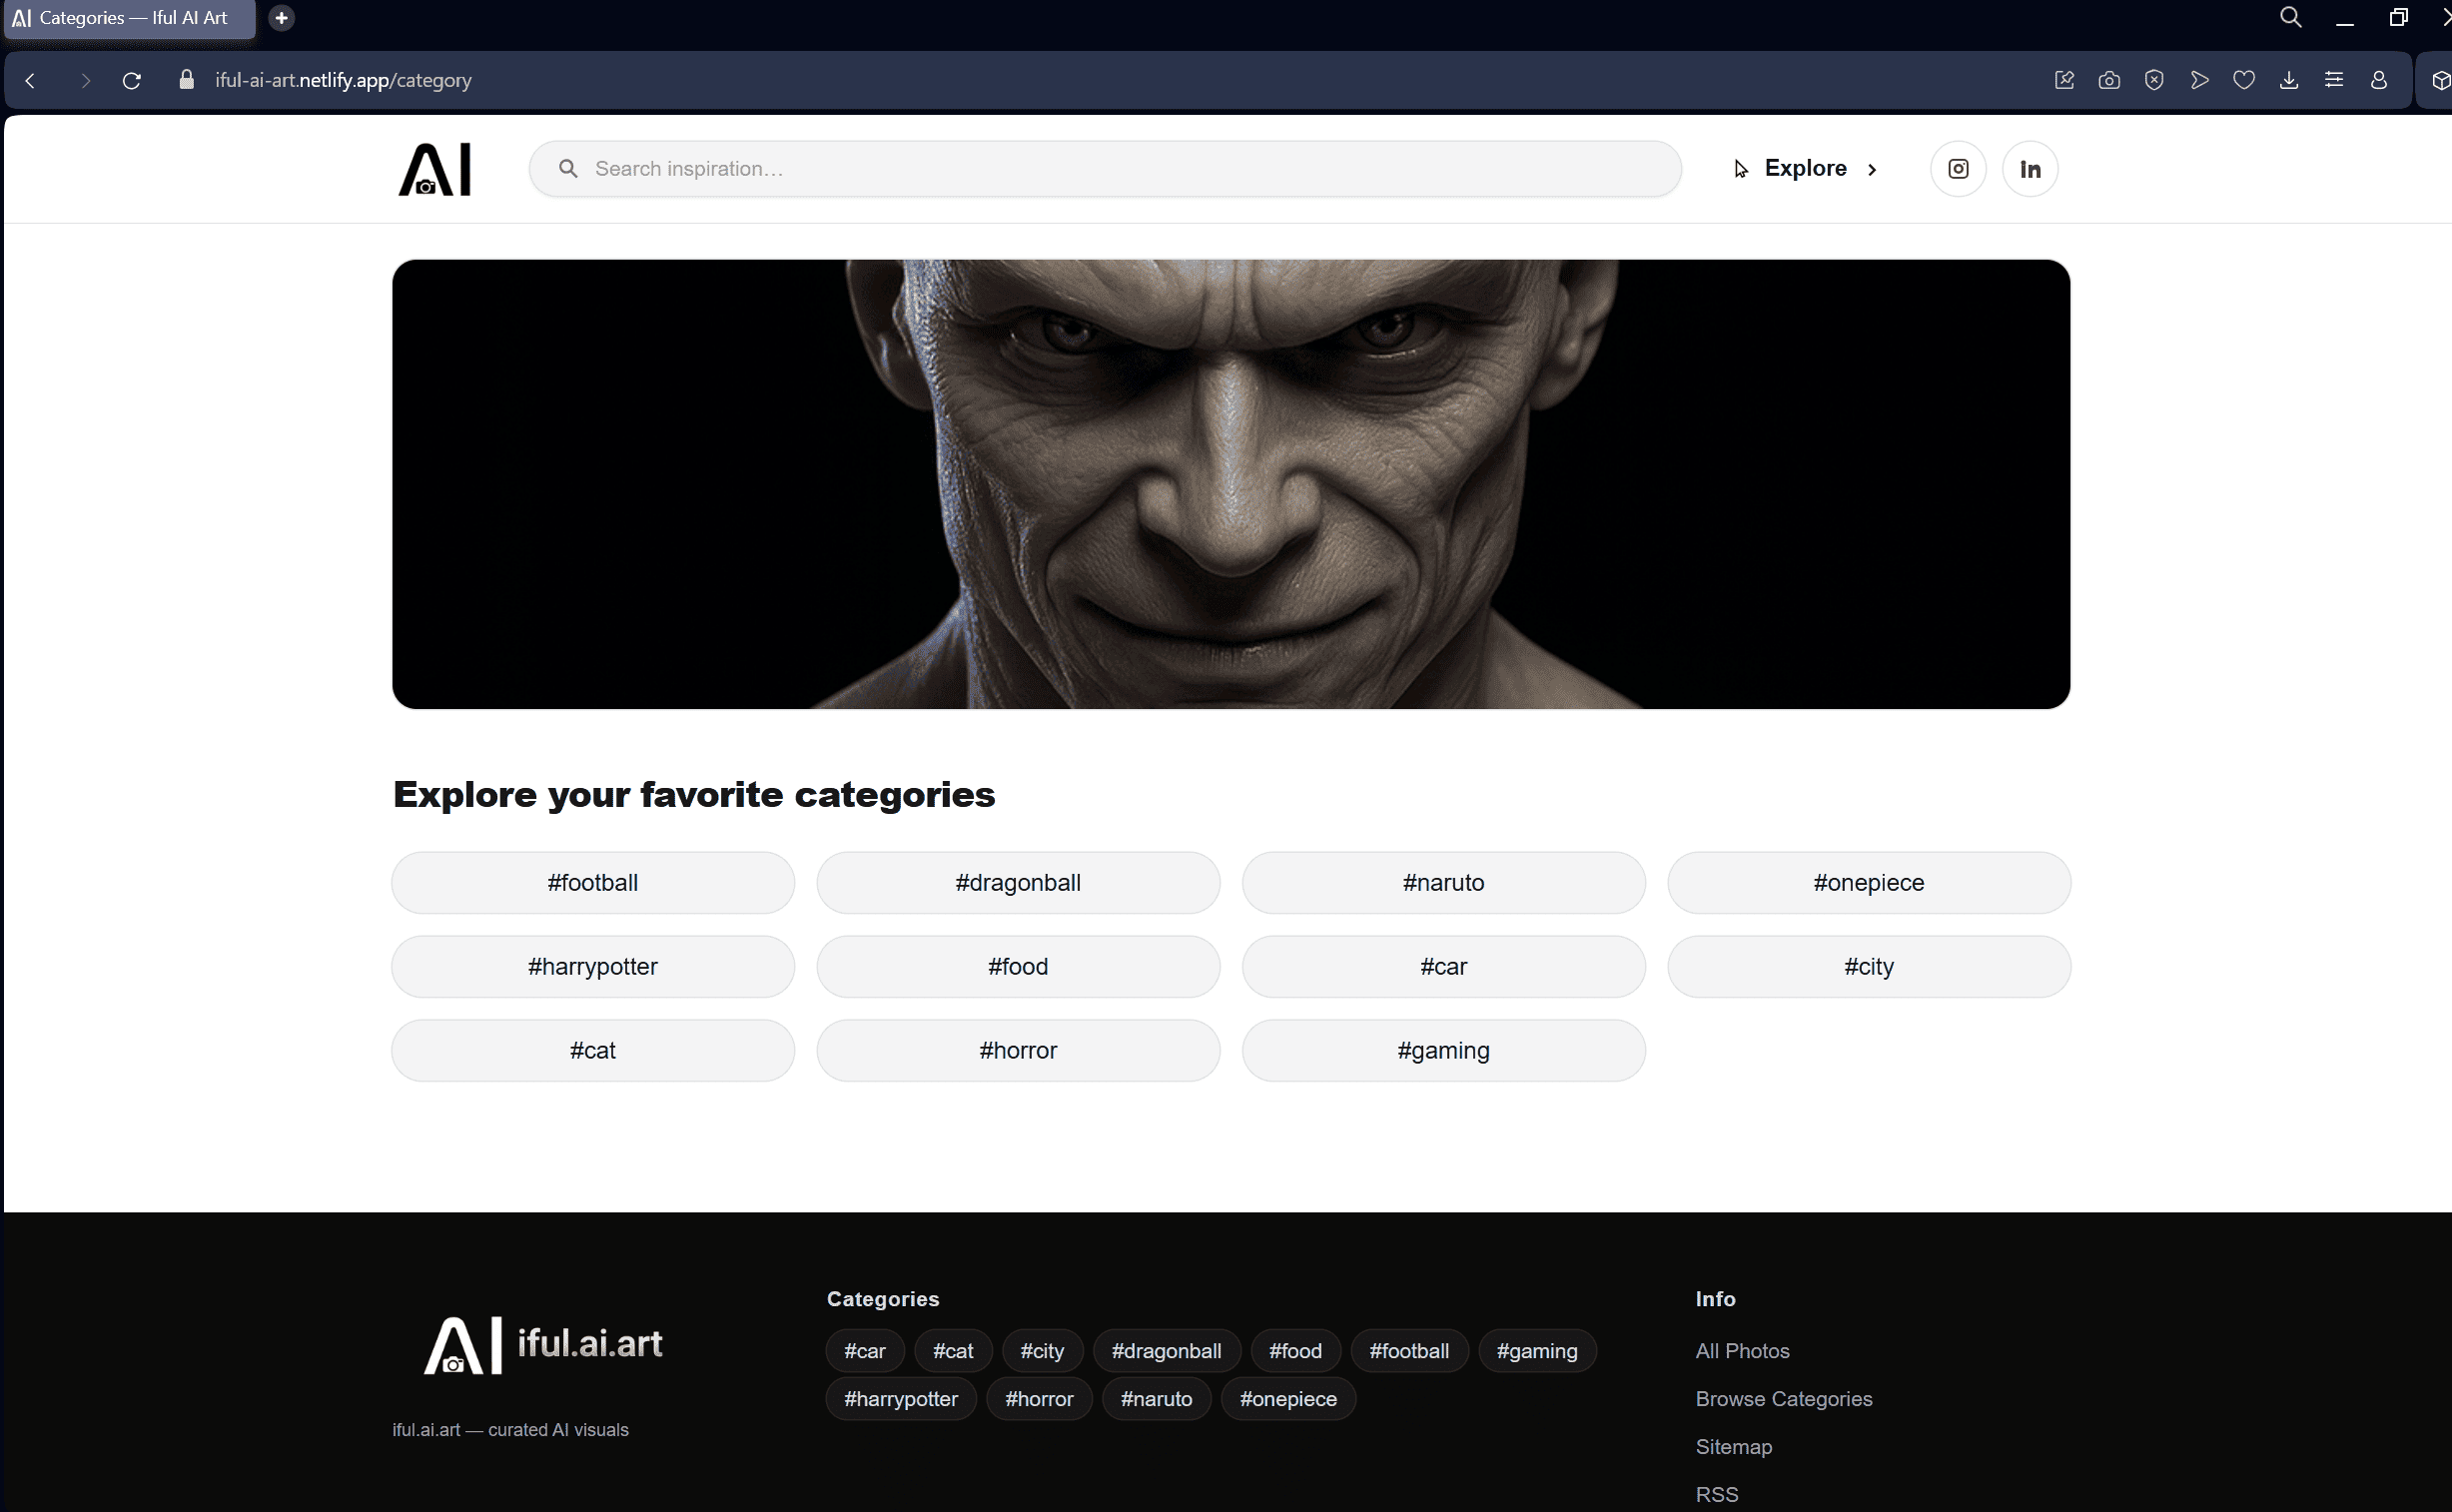 AI Categories — Iful AI Art
iful-ai-art.netlify.app/category
AI
Search inspiration...
Explore
in
Explore your favorite categories
#football
#dragonball
#naruto
#onepiece
#harrypotter
#food
#car
#city
#cat
#horror
#gaming
AI iful.ai.art
iful.ai.art — curated AI visuals
Categories
#car #cat #city #dragonball #food #football #gaming
#harrypotter #horror #naruto #onepiece
Info
All Photos
Browse Categories
Sitemap
RSS